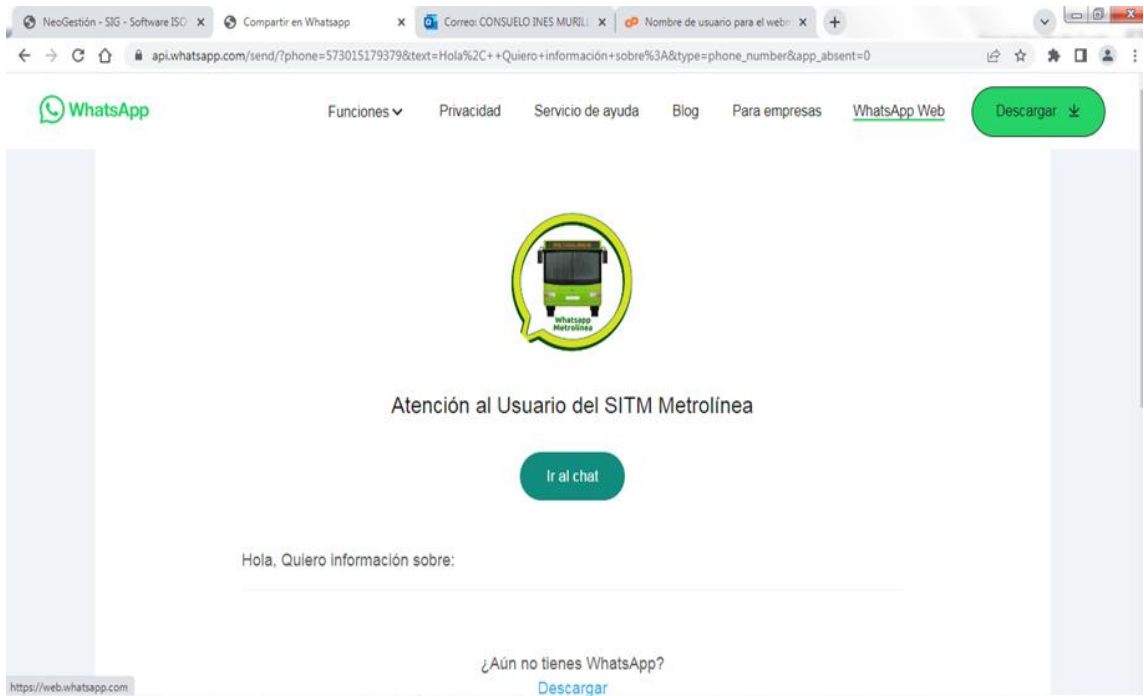 NeoGestión - SIG - Software ISO
Compartir en Whatsapp
Correo: CONSUELO INES MURILL
Nombre de usuario para el webm
api.whatsapp.com/send/?phone=573015179379&text=Hola%2C++Quiero+información+sobre%3A&type=phone_number&app_absent=0
WhatsApp
Funciones
Privacidad
Servicio de ayuda
Blog
Para empresas
WhatsApp Web
Descargar
METROLINEA
Whatsapp
Metrolínea
Atención al Usuario del SITM Metrolínea
Ir al chat
Hola, Quiero información sobre:
¿Aún no tienes WhatsApp?
Descargar
https://web.whatsapp.com